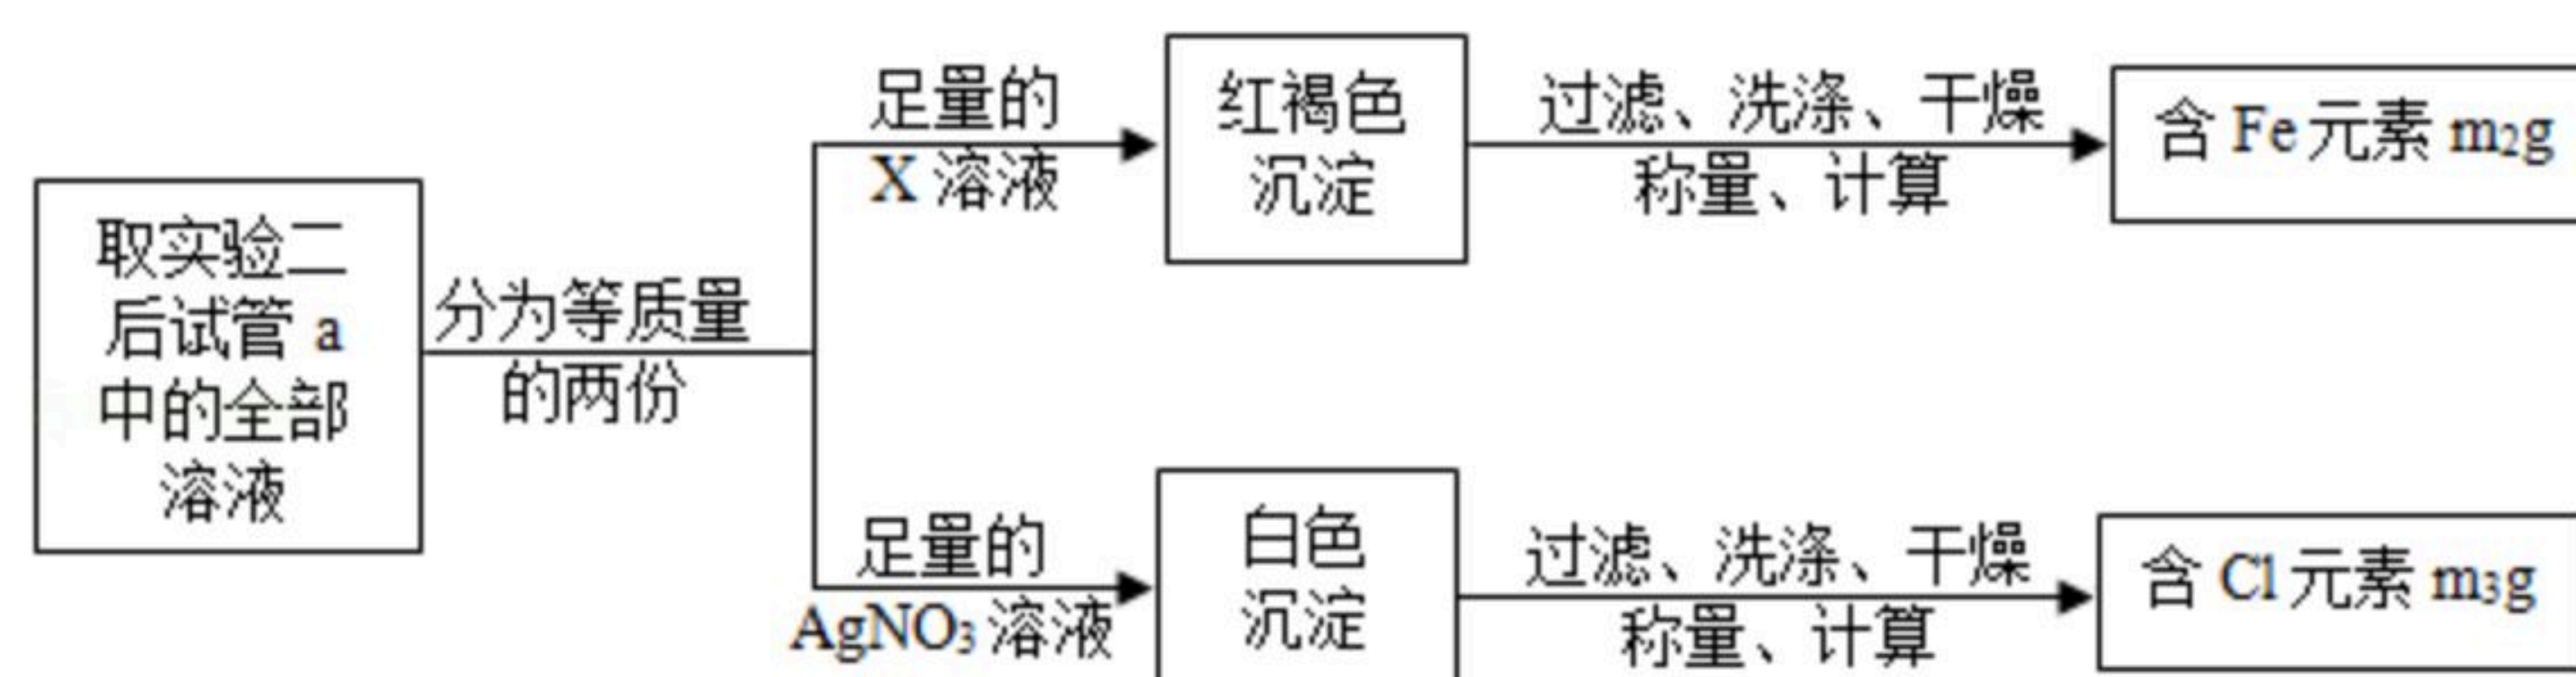 取实验二
后试管 a
中的全部
溶液
分为等质量
的两份
足量的
X 溶液
红褐色
沉淀
过滤、洗涤、干燥
称量、计算
含 Fe 元素 m₂g
足量的
AgNO₃ 溶液
白色
沉淀
过滤、洗涤、干燥
称量、计算
含 Cl 元素 m₃g